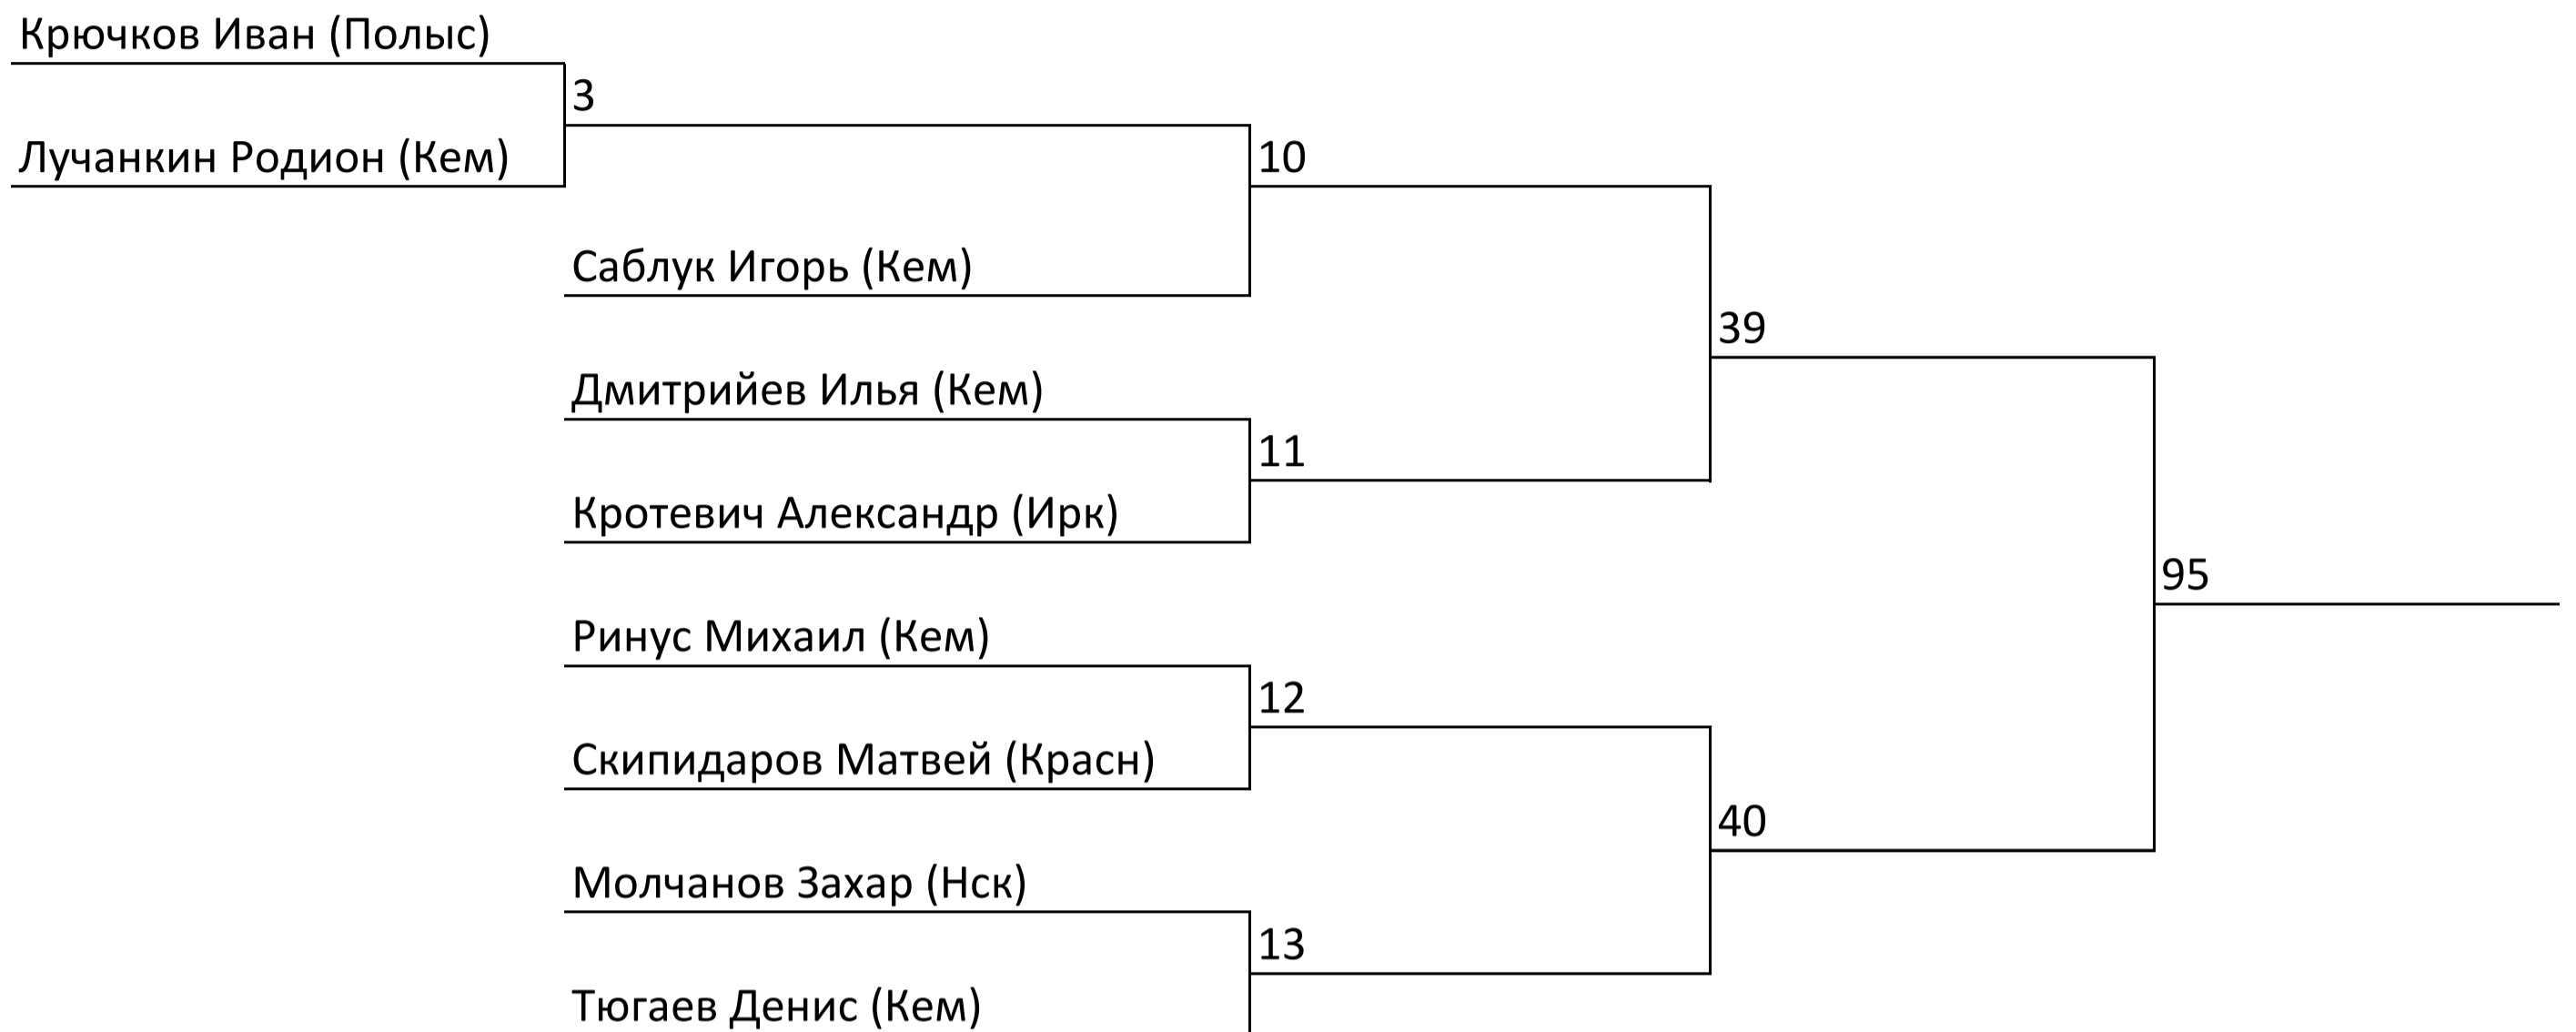 Крючков Иван (Полыс)
3
Лучанкин Родион (Кем)
10
Саблук Игорь (Кем)
39
Дмитрийев Илья (Кем)
11
Кротевич Александр (Ирк)
95
Ринус Михаил (Кем)
12
Скипидаров Матвей (Красн)
40
Молчанов Захар (Нск)
13
Тюгаев Денис (Кем)